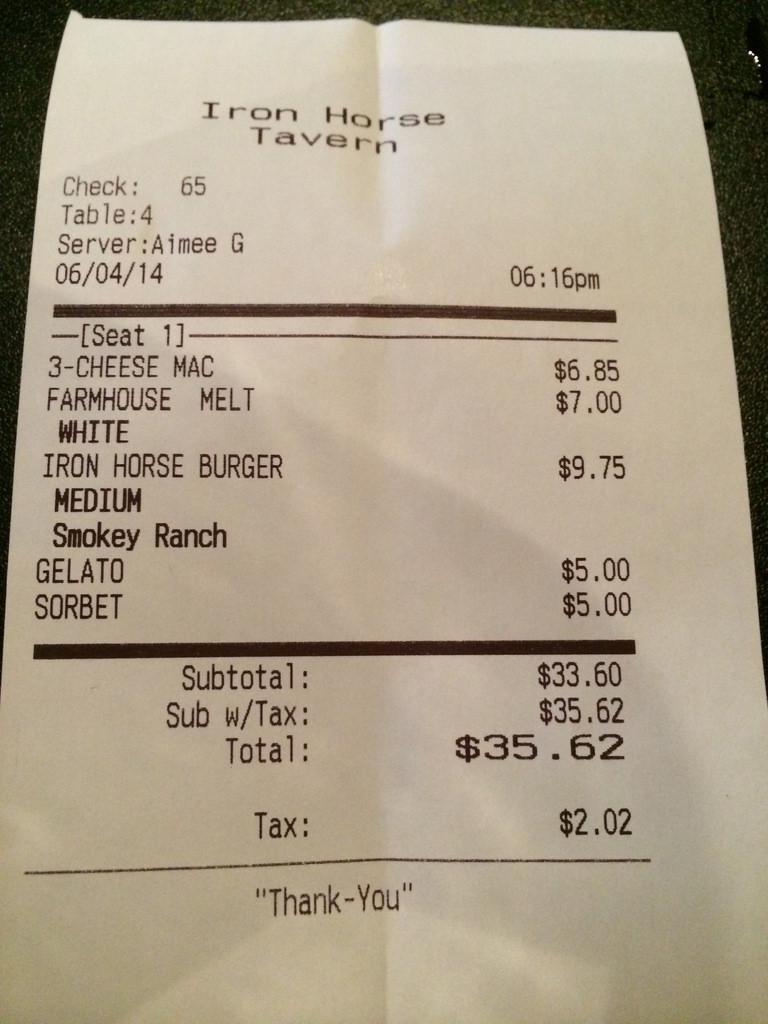 Iron Horse
Tavern
Check: 65
Table:4
Server:Aimee G
06/04/14 06:16pm
[Seat 1]
3-CHEESE MAC $6.85
FARMHOUSE MELT $7.00
WHITE
IRON HORSE BURGER $9.75
MEDIUM
Smokey Ranch
GELATO $5.00
SORBET $5.00
Subtotal: $33.60
Sub w/Tax: $35.62
Total: $35.62
Tax: $2.02
"Thank-You"